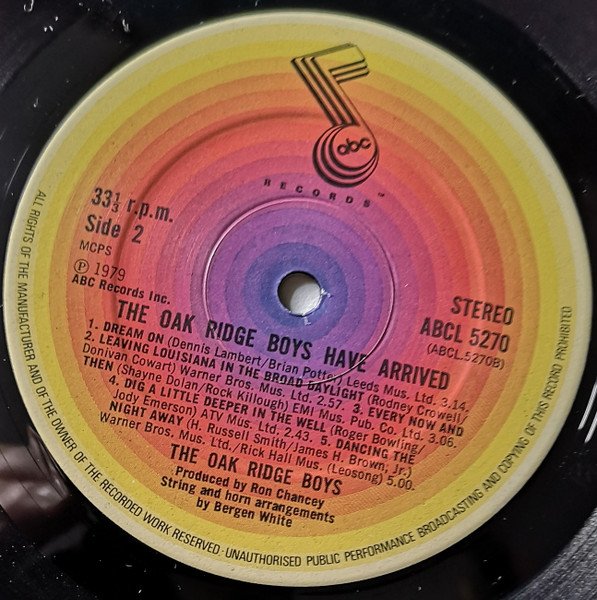 abc
RECORDS™
33⅓ r.p.m.
Side 2
MCPS
℗ 1979
ABC Records Inc.
STEREO
ABCL 5270
(ABCL.5270B)
THE OAK RIDGE BOYS HAVE ARRIVED
1. DREAM ON (Dennis Lambert/Brian Potter) Leeds Mus. Ltd. 3.14.
2. LEAVING LOUISIANA IN THE BROAD DAYLIGHT (Rodney Crowell/
Donivan Cowart) Warner Bros. Mus. Ltd. 2.57. 3. EVERY NOW AND
THEN (Shayne Dolan/Rock Killough) EMI Mus. Pub. Co. Ltd. 3.06.
4. DIG A LITTLE DEEPER IN THE WELL (Roger Bowling/
Jody Emerson) ATV Mus. Ltd. 2.43. 5. DANCING THE
NIGHT AWAY (H. Russell Smith/James H. Brown, Jr.)
Warner Bros. Mus. Ltd./Rick Hall Mus. (Leosong) 5.00.
THE OAK RIDGE BOYS
Produced by Ron Chancey
String and horn arrangements
by Bergen White
ALL RIGHTS OF THE MANUFACTURER AND OF THE OWNER OF THE RECORDED WORK RESERVED · UNAUTHORISED PUBLIC PERFORMANCE BROADCASTING AND COPYING OF THIS RECORD PROHIBITED